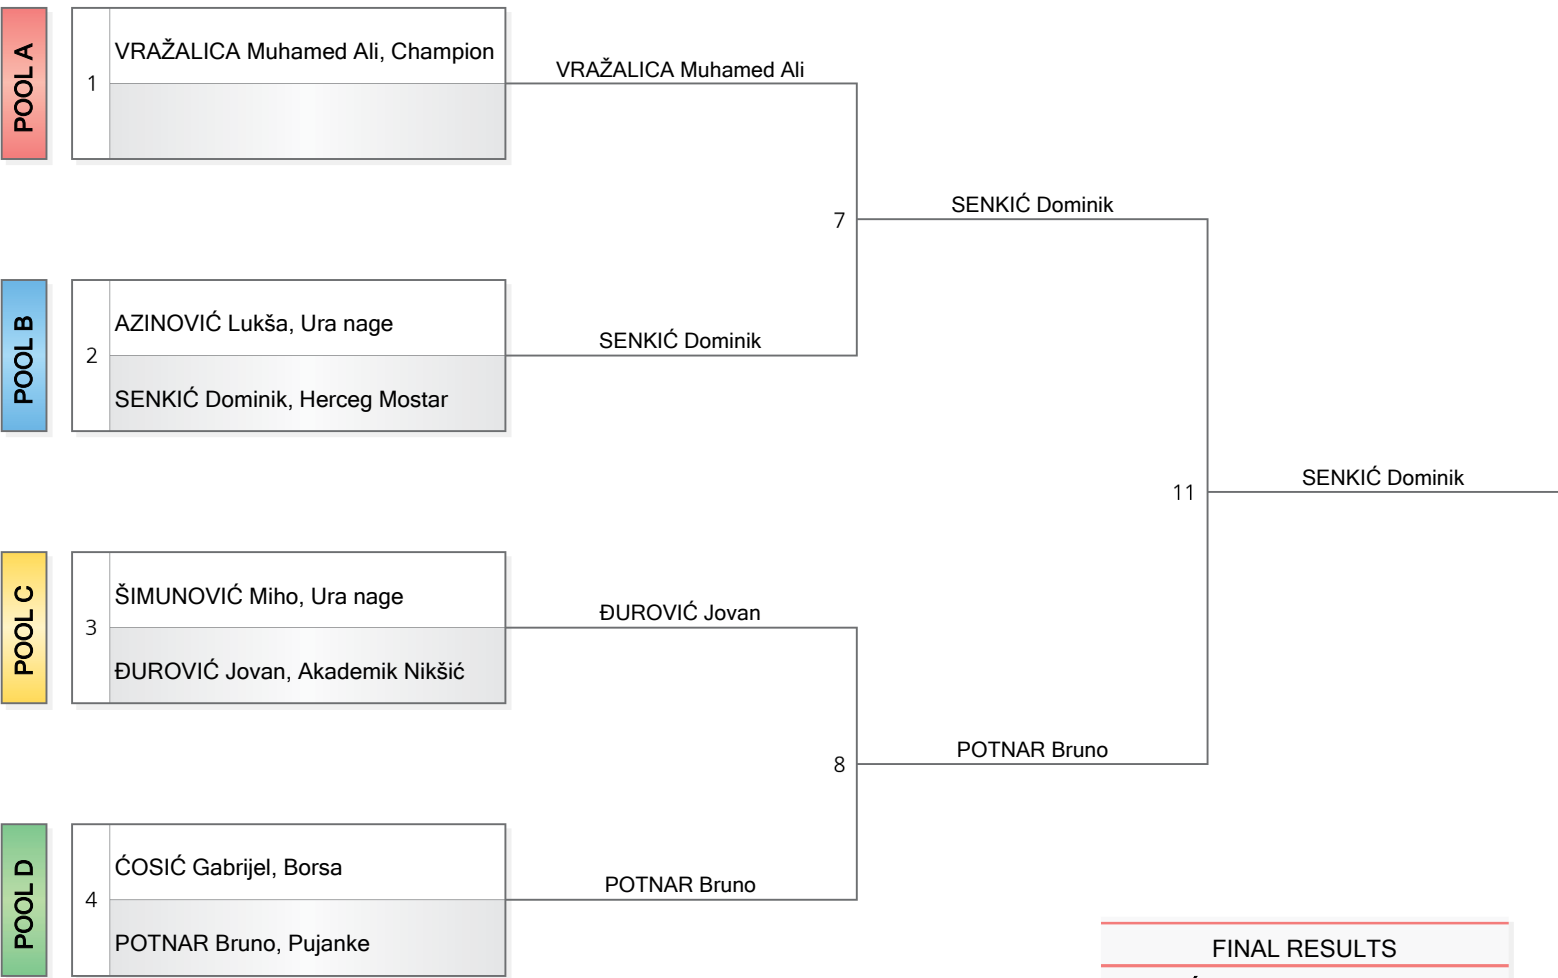 POOL A
1
VRAŽALICA Muhamed Ali, Champion
VRAŽALICA Muhamed Ali
7
SENKIĆ Dominik
POOL B
2
AZINOVIĆ Lukša, Ura nage
SENKIĆ Dominik, Herceg Mostar
SENKIĆ Dominik
11
SENKIĆ Dominik
POOL C
3
ŠIMUNOVIĆ Miho, Ura nage
ĐUROVIĆ Jovan, Akademik Nikšić
ĐUROVIĆ Jovan
8
POTNAR Bruno
POOL D
4
ĆOSIĆ Gabrijel, Borsa
POTNAR Bruno, Pujanke
POTNAR Bruno
FINAL RESULTS